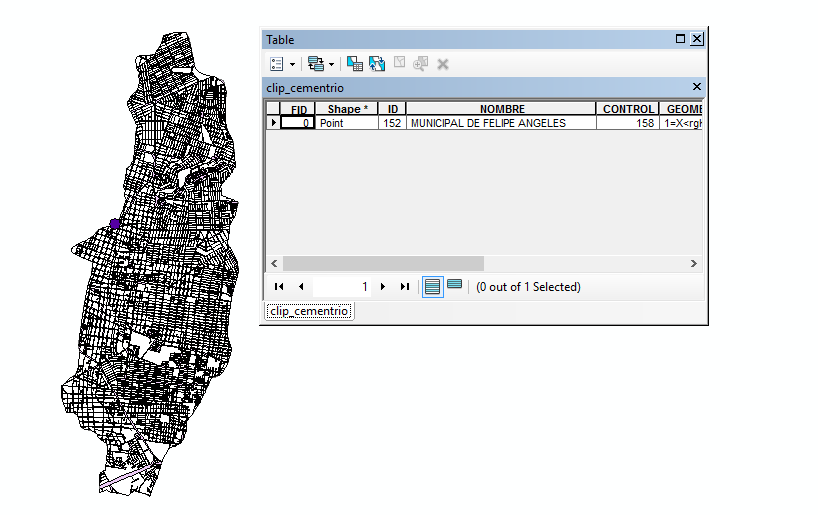 Table
clip_cementrio
FID Shape * ID NOMBRE CONTROL GEOME
0 Point 152 MUNICIPAL DE FELIPE ANGELES 158 1=X<rgh
1 (0 out of 1 Selected)
clip_cementrio